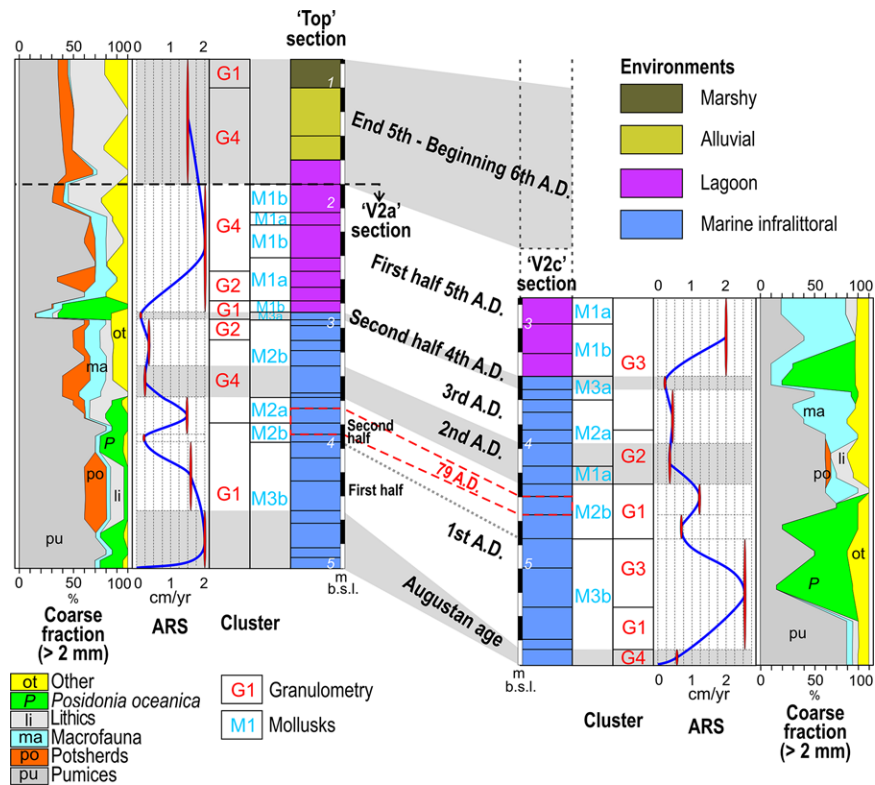 'Top'
section
0 50 100
0 1 2
G1
G4
G4
G2
G1
G2
G4
G1
M1b
M1a
M1b
M1a
M1b
M3a
M2b
M2a
M2b
M3b
1
2
3
4
5
ot
ma
P
po
li
pu
'V2a'
section
End 5th - Beginning 6th A.D.
First half 5th A.D.
Second half 4th A.D.
3rd A.D.
2nd A.D.
79 A.D.
Second
half
First half
1st A.D.
Augustan age
Environments
Marshy
Alluvial
Lagoon
Marine infralittoral
'V2c'
section
3
4
5
M1a
M1b
M3a
M2a
M1a
M2b
M3b
G3
G2
G1
G3
G1
G4
0 1 2
0 50 100
ma
li
po
ot
P
pu
0 50 100
%
Coarse
fraction
(> 2 mm)
0 1 2
cm/yr
ARS
Cluster
m
b.s.l.
m
b.s.l.
Cluster
0 1 2
cm/yr
ARS
0 50 100
%
Coarse
fraction
(> 2 mm)
ot Other
P Posidonia oceanica
li Lithics
ma Macrofauna
po Potsherds
pu Pumices
G1 Granulometry
M1 Mollusks